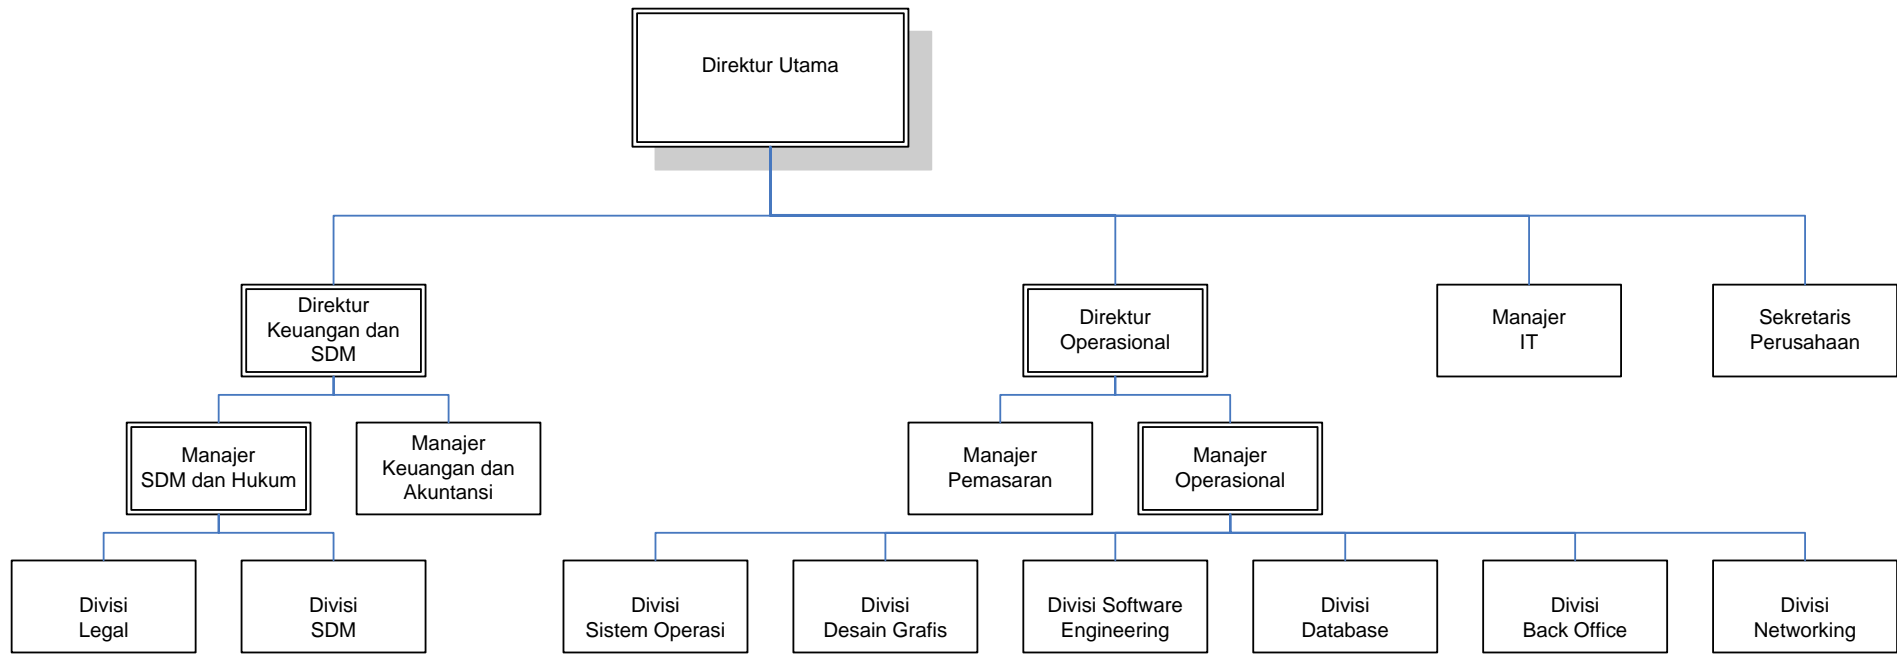 Direktur Utama
Direktur
Keuangan dan
SDM
Direktur
Operasional
Manajer
IT
Sekretaris
Perusahaan
Manajer
SDM dan Hukum
Manajer
Keuangan dan
Akuntansi
Manajer
Pemasaran
Manajer
Operasional
Divisi
Legal
Divisi
SDM
Divisi
Sistem Operasi
Divisi
Desain Grafis
Divisi Software
Engineering
Divisi
Database
Divisi
Back Office
Divisi
Networking